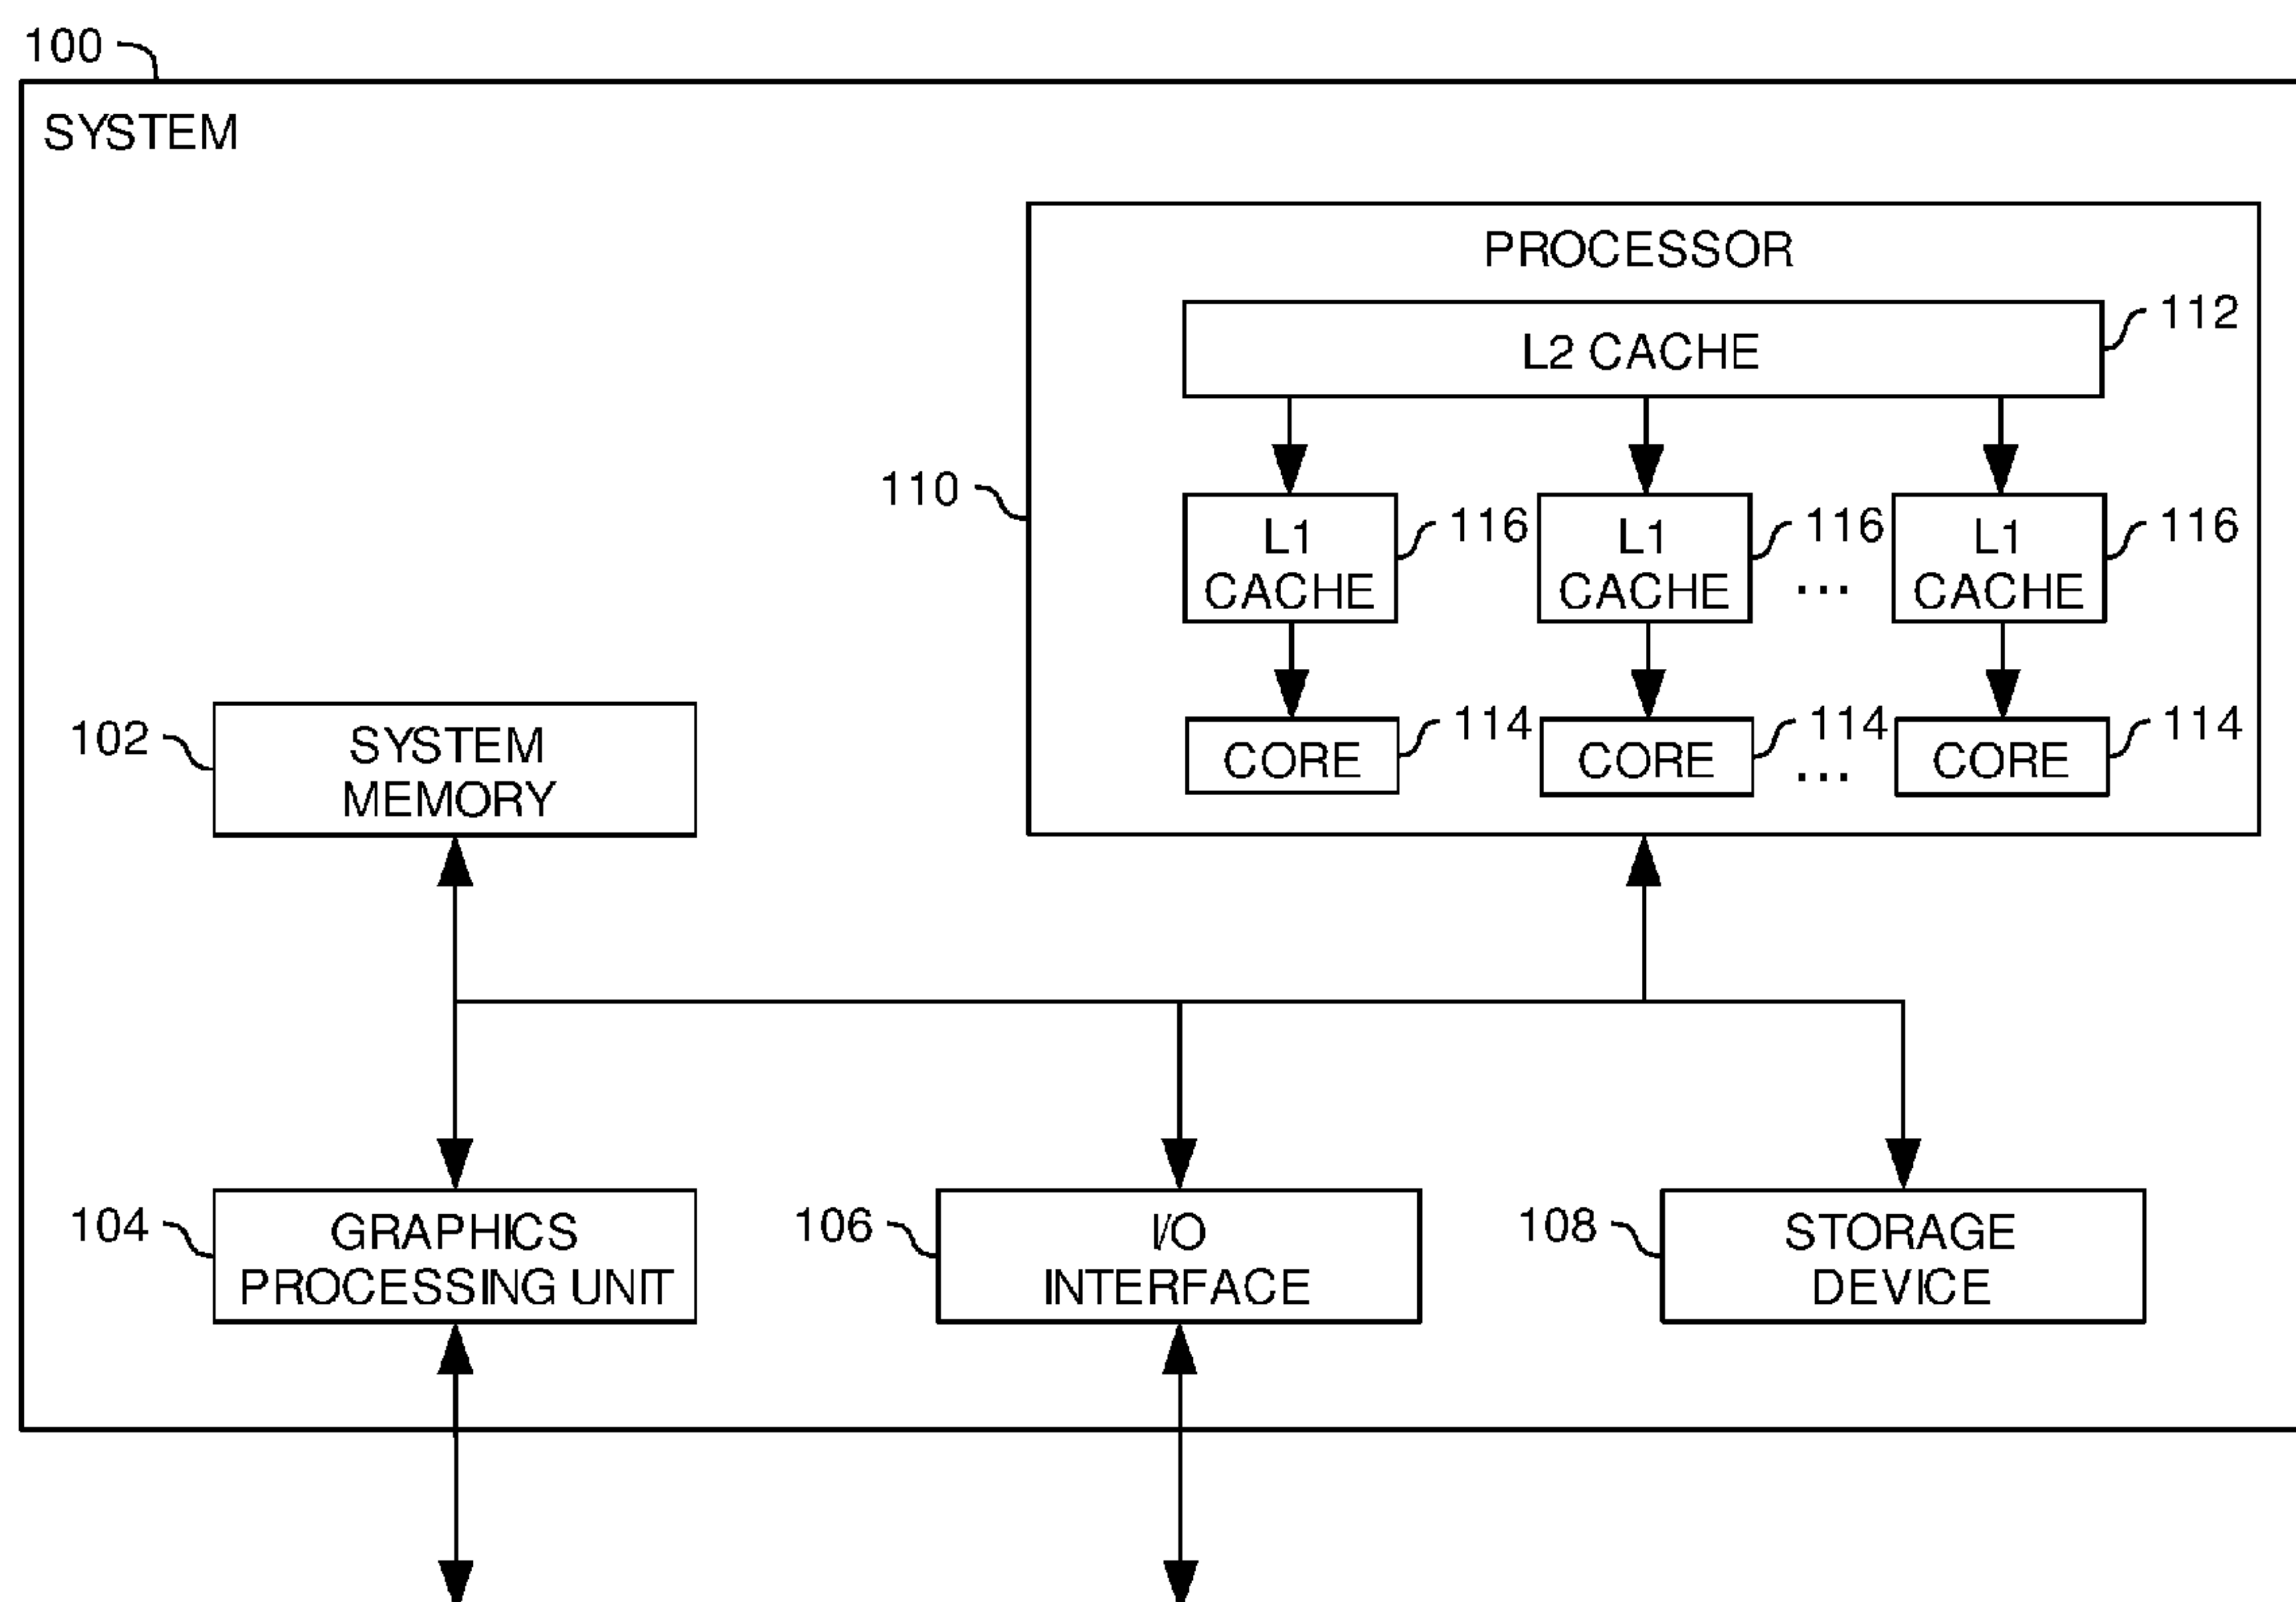 100
SYSTEM
PROCESSOR
L2 CACHE
112
110
L1
CACHE
116
L1
CACHE
116
...
L1
CACHE
116
CORE
114
CORE
114
...
CORE
114
102
SYSTEM
MEMORY
104
GRAPHICS
PROCESSING UNIT
106
I/O
INTERFACE
108
STORAGE
DEVICE